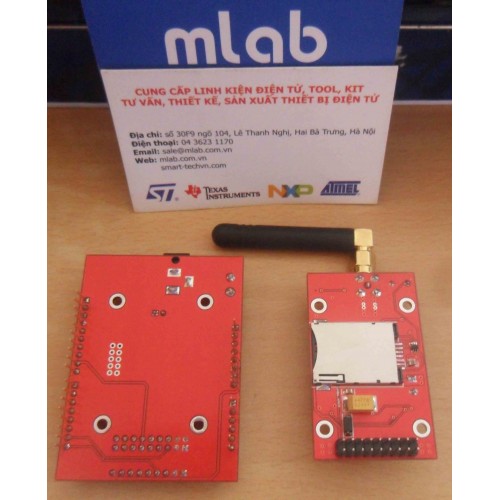 mlab
CUNG CẤP LINH KIỆN ĐIỆN TỬ, TOOL, KIT
TƯ VẤN, THIẾT KẾ, SẢN XUẤT THIẾT BỊ ĐIỆN TỬ
Địa chỉ: số 30F9 ngõ 104, Lê Thanh Nghị, Hai Bà Trưng, Hà Nội
Điện thoại: 04 3623 1170
Email: sale@mlab.com.vn
Web: mlab.com.vn
smart-techvn.com
ST TEXAS INSTRUMENTS NXP ATMEL